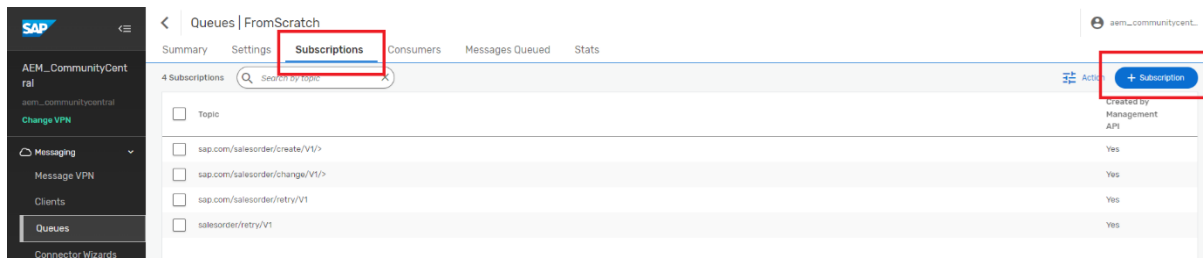 SAP
Queues | FromScratch
aem_communitycent...
Summary Settings Subscriptions Consumers Messages Queued Stats
AEM_CommunityCent
ral
aem_communitycentral
Change VPN
4 Subscriptions Search by topic Action + Subscription
Topic
Created by
Management
API
Messaging
sap.com/salesorder/create/V1/> Yes
Message VPN
sap.com/salesorder/change/V1/> Yes
Clients
sap.com/salesorder/retry/V1 Yes
Queues
salesorder/retry/V1 Yes
Connector Wizards